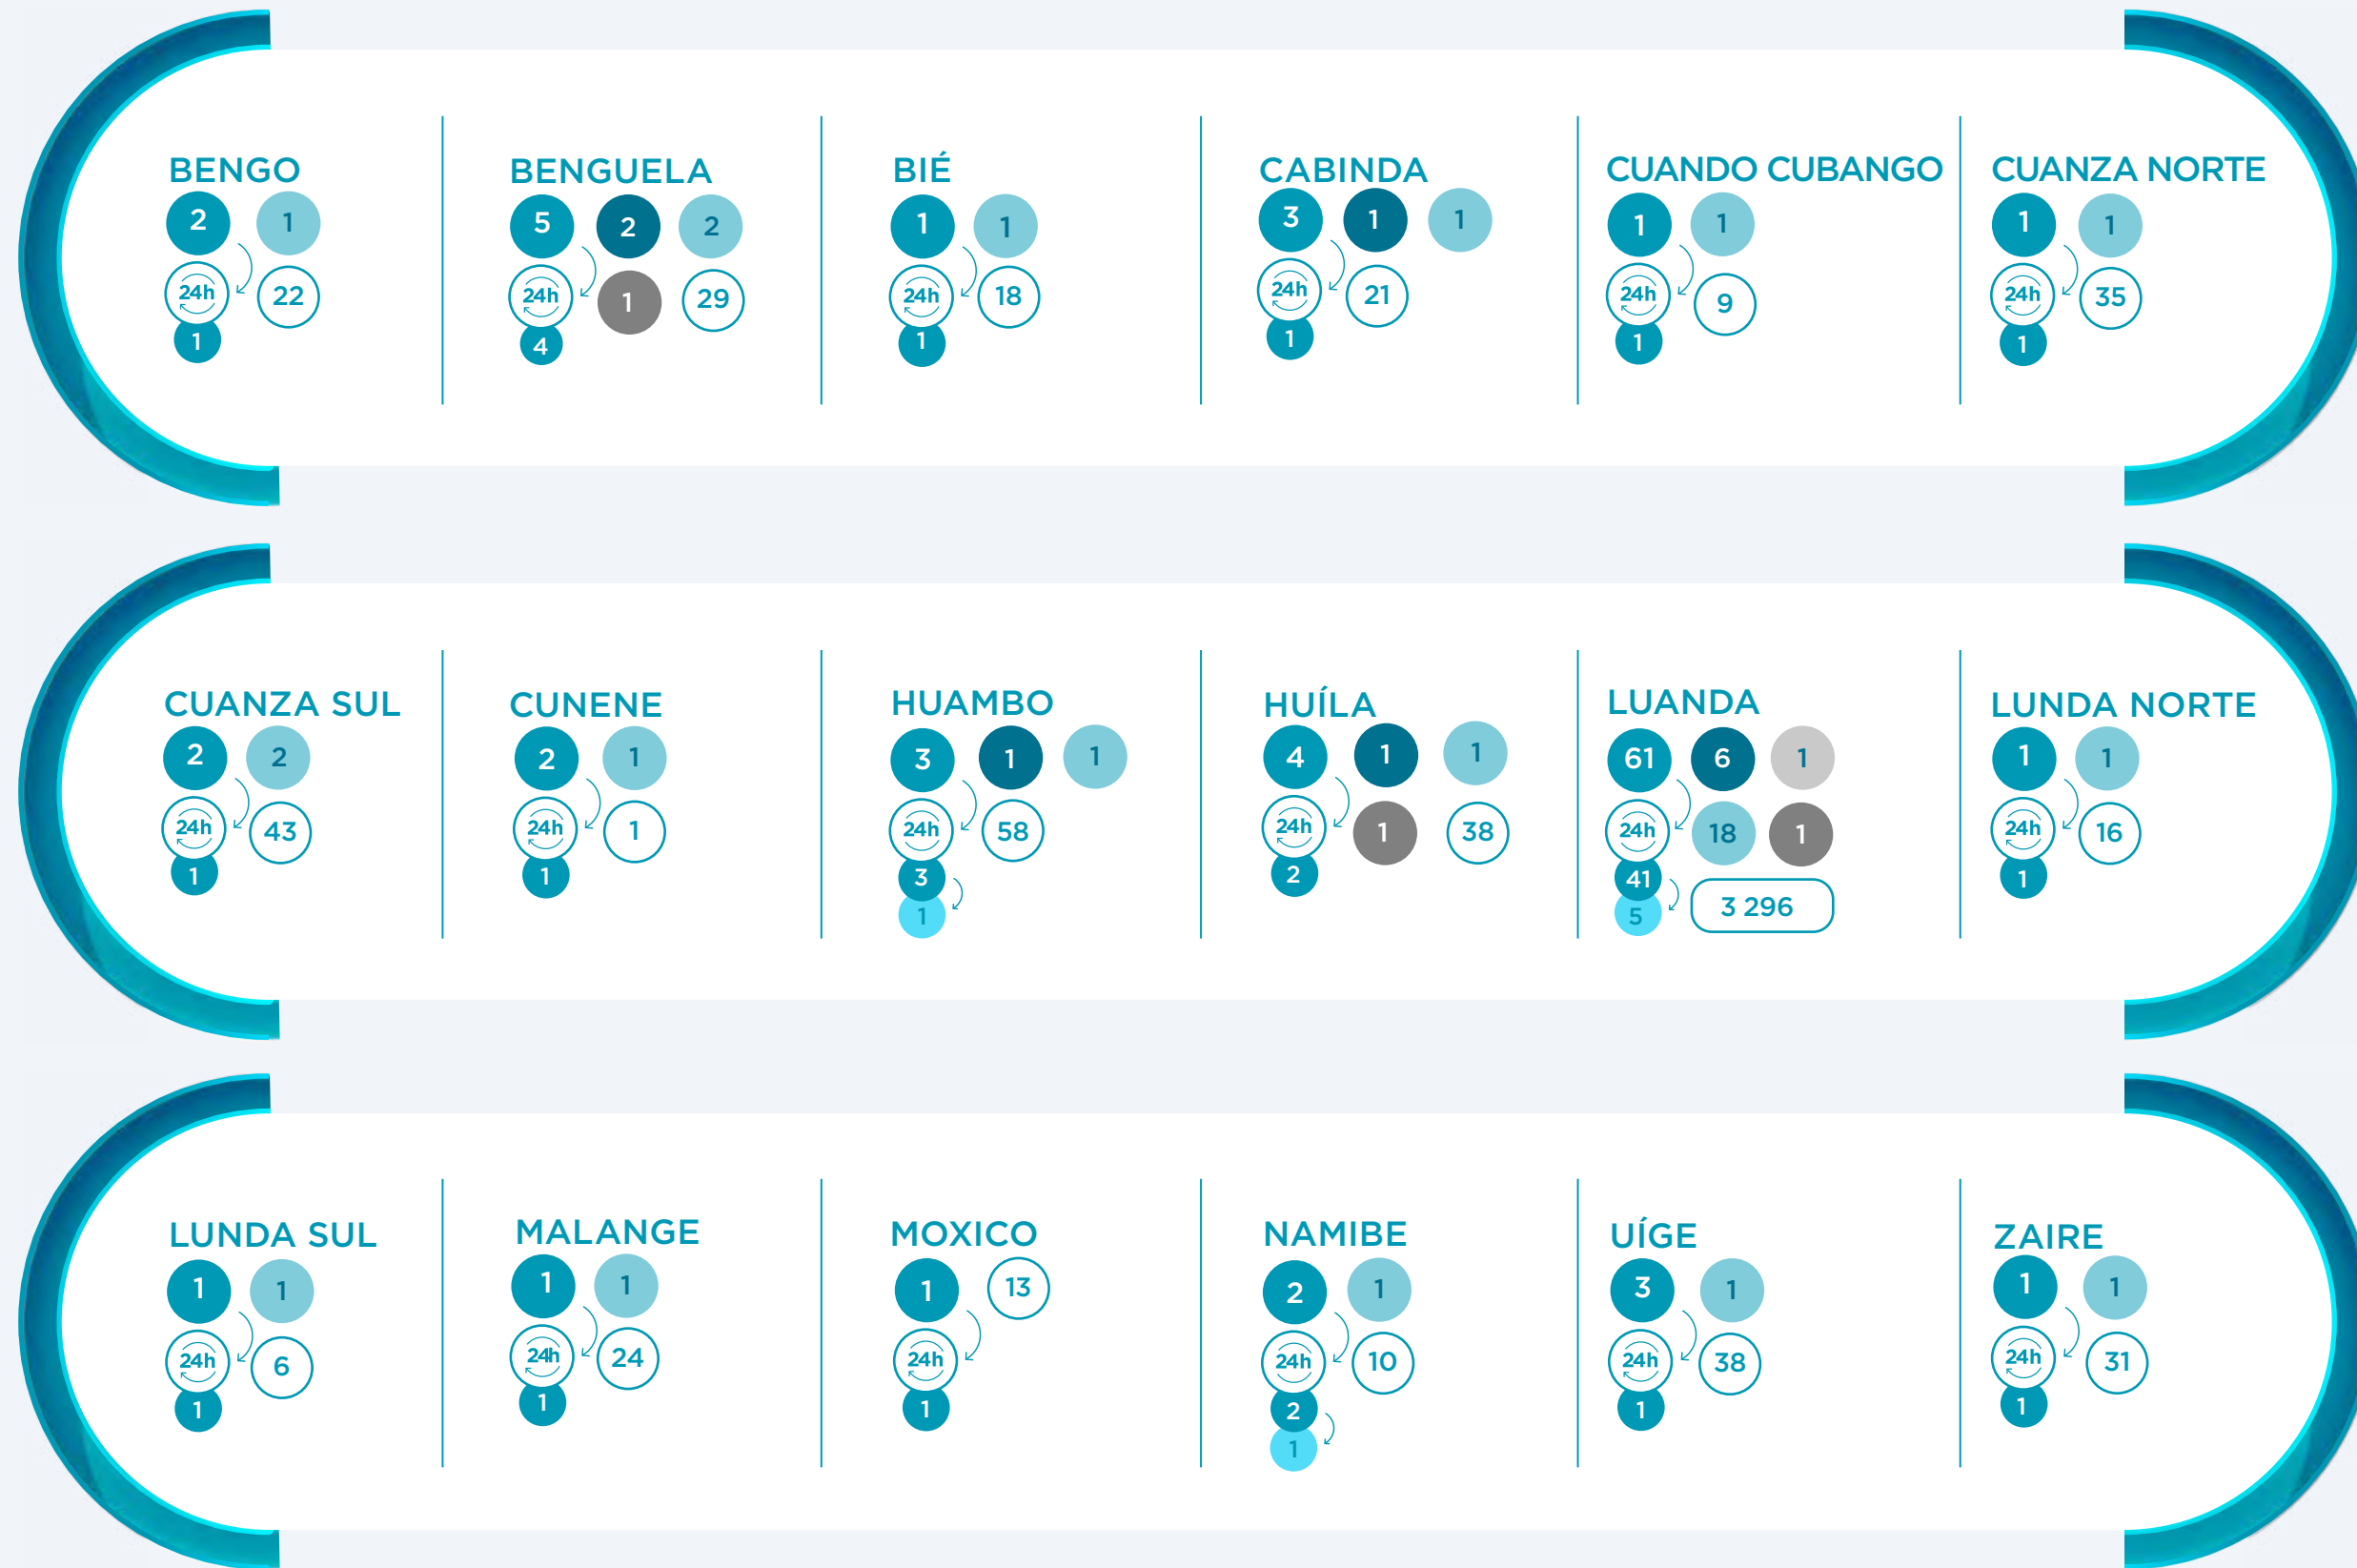 BENGO
2 1
24h 22
1
BENGUELA
5 2 2
24h 1 29
4
BIÉ
1 1
24h 18
1
CABINDA
3 1 1
24h 21
1
CUANDO CUBANGO
1 1
24h 9
1
CUANZA NORTE
1 1
24h 35
1
CUANZA SUL
2 2
24h 43
1
CUNENE
2 1
24h 1
1
HUAMBO
3 1 1
24h 58
3
1
HUÍLA
4 1 1
24h 1 38
2
LUANDA
61 6 1
24h 18 1
41
5 3 296
LUNDA NORTE
1 1
24h 16
1
LUNDA SUL
1 1
24h 6
1
MALANGE
1 1
24h 24
1
MOXICO
1 13
24h
1
NAMIBE
2 1
24h 10
2
1
UÍGE
3 1
24h 38
1
ZAIRE
1 1
24h 31
1